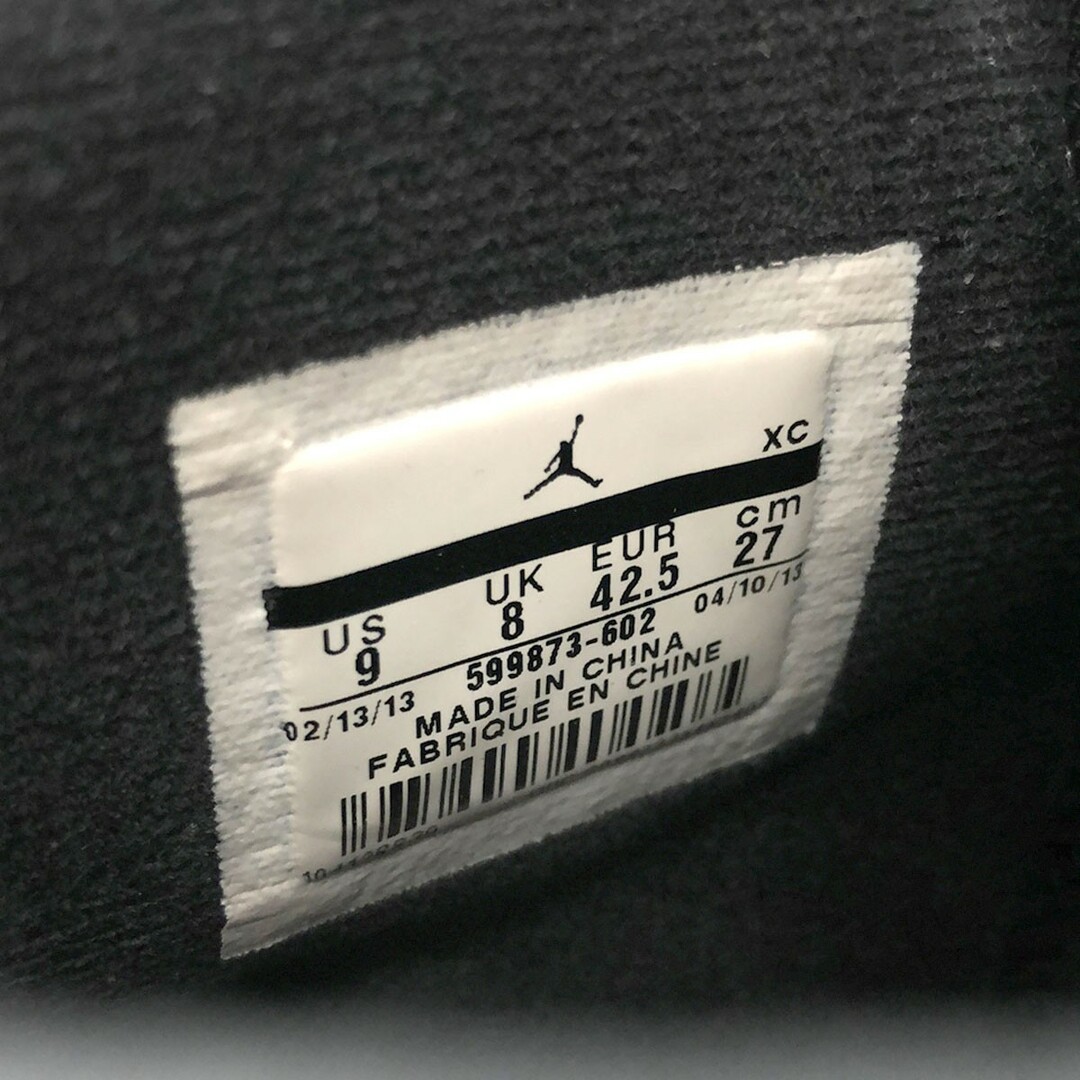 XC
US UK EUR cm
9 8 42.5 27
02/13/13 599873-602 04/10/13
MADE IN CHINA
FABRIQUE EN CHINE